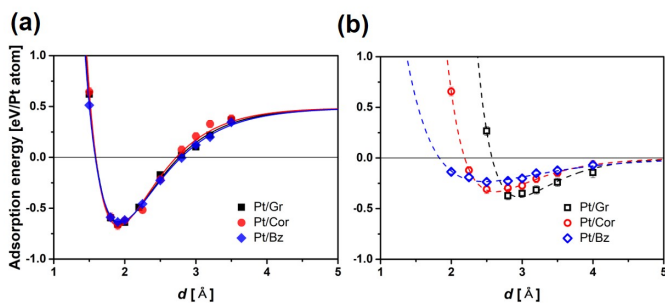 (a)
(b)
Adsorption energy [eV/Pt atom]
1.0
0.5
0.0
-0.5
-1.0
Pt/Gr
Pt/Cor
Pt/Bz
1 2 3 4 5
d [Å]
1.0
0.5
0.0
-0.5
-1.0
Pt/Gr
Pt/Cor
Pt/Bz
1 2 3 4 5
d [Å]